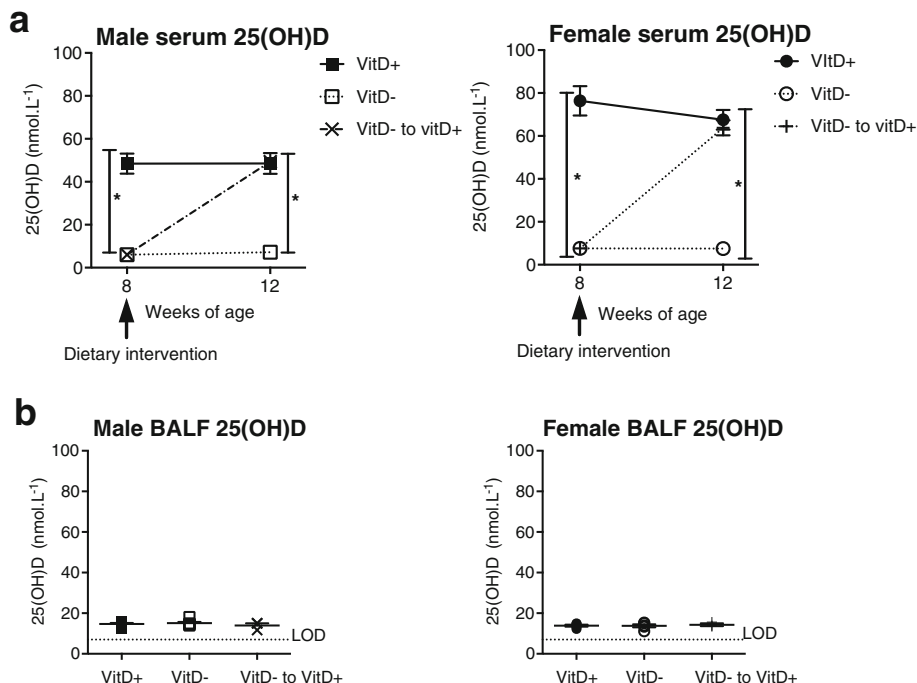 a
Male serum 25(OH)D
25(OH)D (nmol.L-1)
100
80
60
40
20
0
*
*
8
12
Weeks of age
Dietary intervention
VitD+
VitD-
VitD- to vitD+
Female serum 25(OH)D
25(OH)D (nmol.L-1)
100
80
60
40
20
0
*
*
8
12
Weeks of age
Dietary intervention
VItD+
VitD-
VitD- to vitD+
b
Male BALF 25(OH)D
25(OH)D (nmol.L-1)
100
80
60
40
20
0
LOD
VitD+ VitD- VitD- to VitD+
Female BALF 25(OH)D
25(OH)D (nmol.L-1)
100
80
60
40
20
0
LOD
VitD+ VitD- VitD- to VitD+